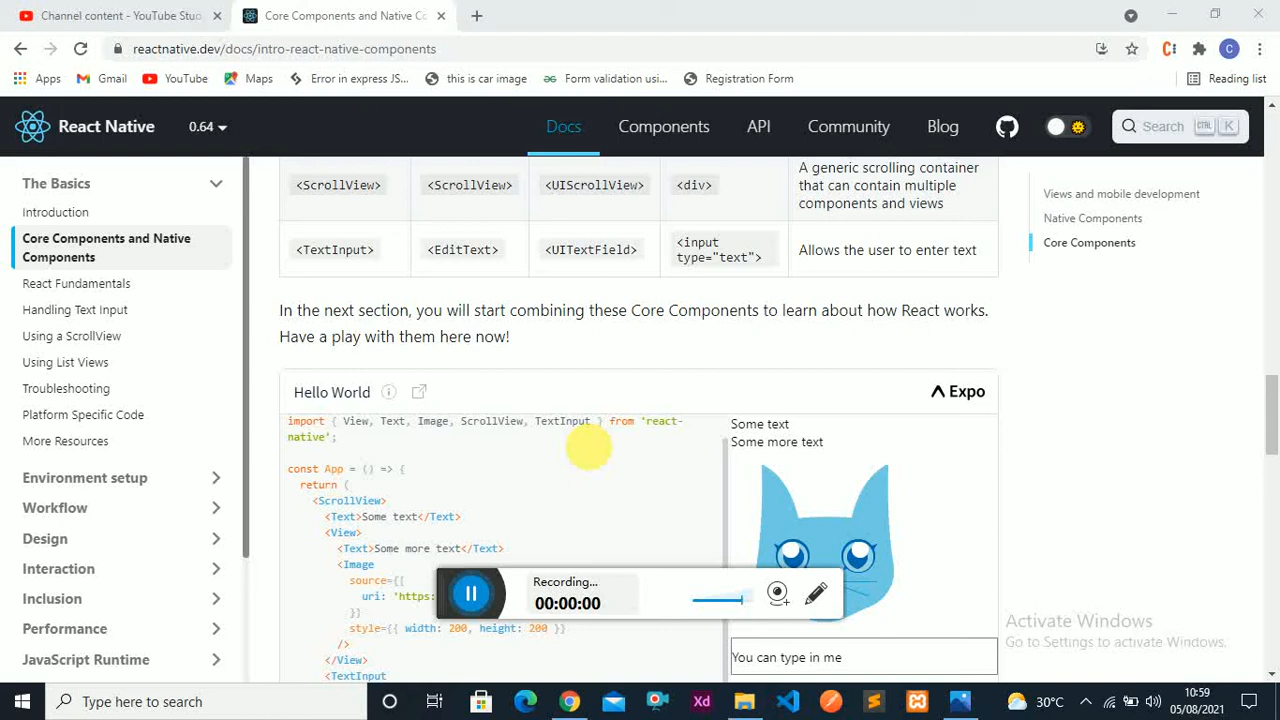 Channel content - YouTube Stu
Core Components and Native Co
reactnative.dev/docs/intro-react-native-components
C
Apps
Gmail
YouTube
Maps
Error in express JS...
this is car image
Form validation usi...
Registration Form
Reading list
React Native
0.64
Docs
Components
API
Community
Blog
Search CTRL K
The Basics
Introduction
Core Components and Native
Components
React Fundamentals
Handling Text Input
Using a ScrollView
Using List Views
Troubleshooting
Platform Specific Code
More Resources
Environment setup
Workflow
Design
Interaction
Inclusion
Performance
JavaScript Runtime
<ScrollView>
<ScrollView>
<UIScrollView>
<div>
A generic scrolling container
that can contain multiple
components and views
<TextInput>
<EditText>
<UITextField>
<input
type="text">
Allows the user to enter text
In the next section, you will start combining these Core Components to learn about how React works.
Have a play with them here now!
Hello World
Expo
import { View, Text, Image, ScrollView, TextInput } from 'react-
native';
const App = () => {
return (
<ScrollView>
<Text>Some text</Text>
<View>
<Text>Some more text</Text>
<Image
source={{
uri: 'https:
}}
style={{ width: 200, height: 200 }}
/>
</View>
<TextInput
Some text
Some more text
You can type in me
Recording...
00:00:00
Views and mobile development
Native Components
Core Components
Activate Windows
Go to Settings to activate Windows.
Type here to search
Xd
30°C
10:59
05/08/2021